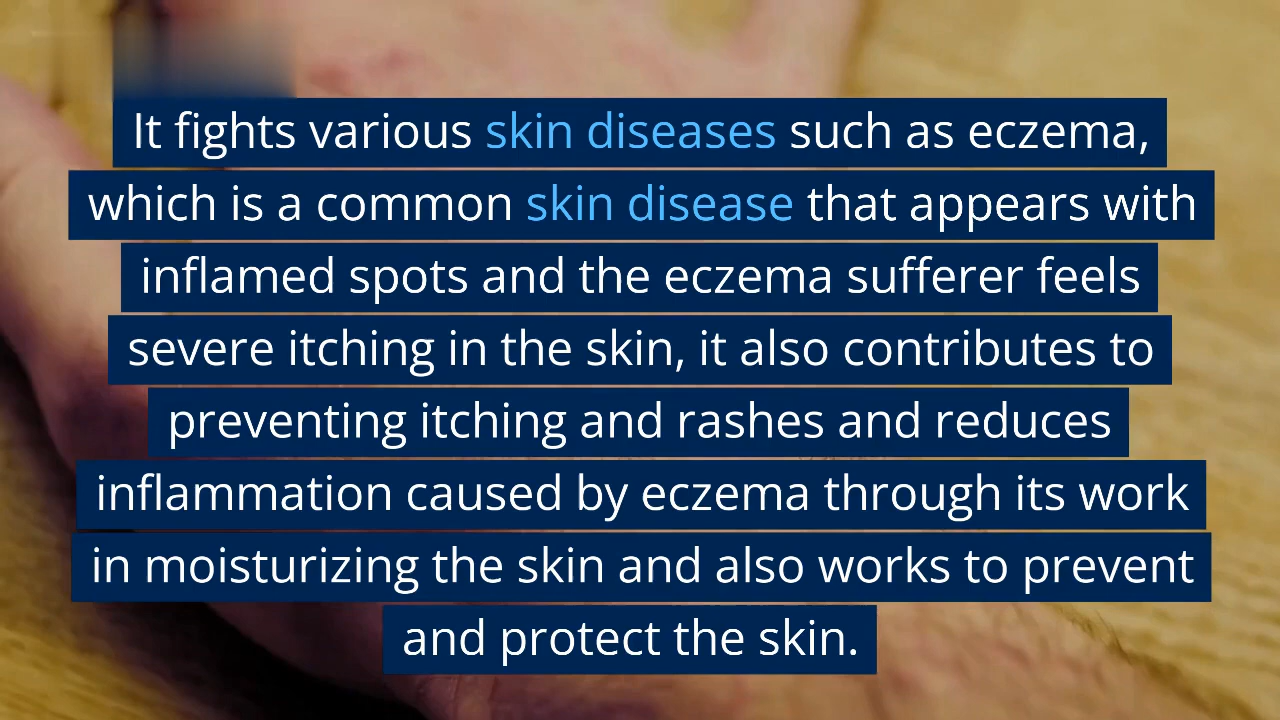 It fights various skin diseases such as eczema,
which is a common skin disease that appears with
inflamed spots and the eczema sufferer feels
severe itching in the skin, it also contributes to
preventing itching and rashes and reduces
inflammation caused by eczema through its work
in moisturizing the skin and also works to prevent
and protect the skin.